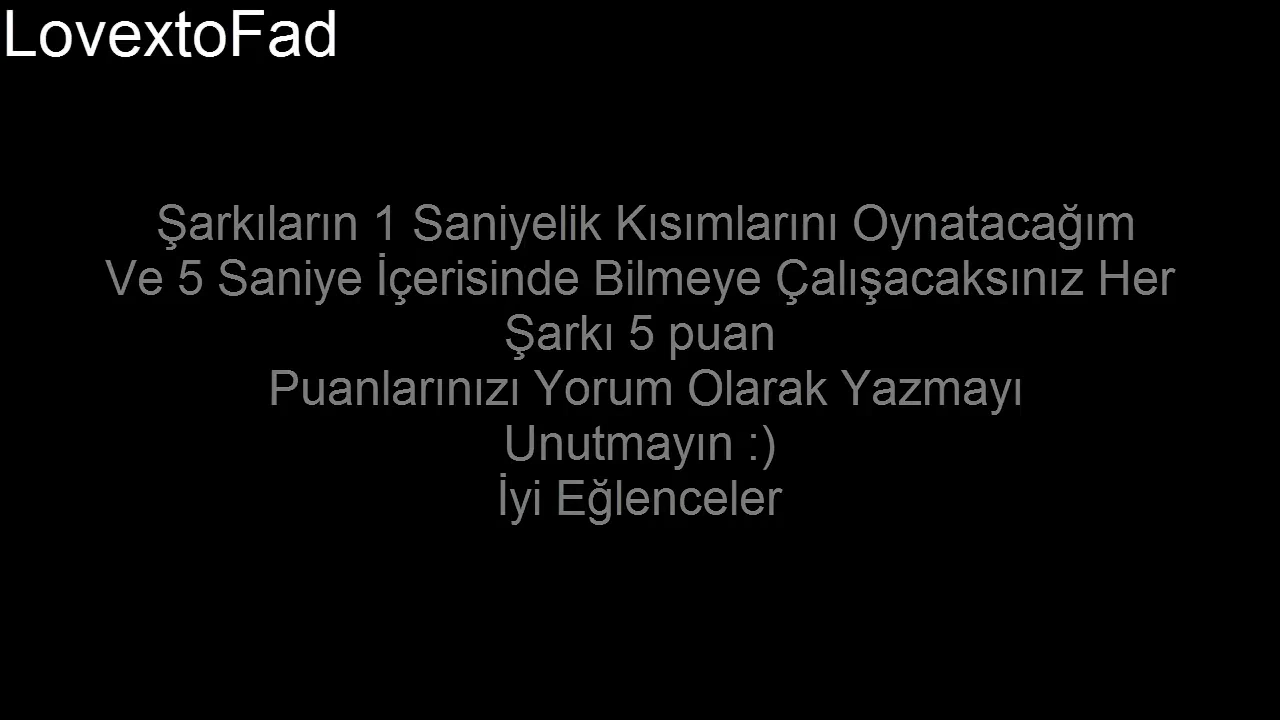 LovextoFad
Şarkıların 1 Saniyelik Kısımlarını Oynatacağım
Ve 5 Saniye İçerisinde Bilmeye Çalışacaksınız Her
Şarkı 5 puan
Puanlarınızı Yorum Olarak Yazmayı
Unutmayın :)
İyi Eğlenceler